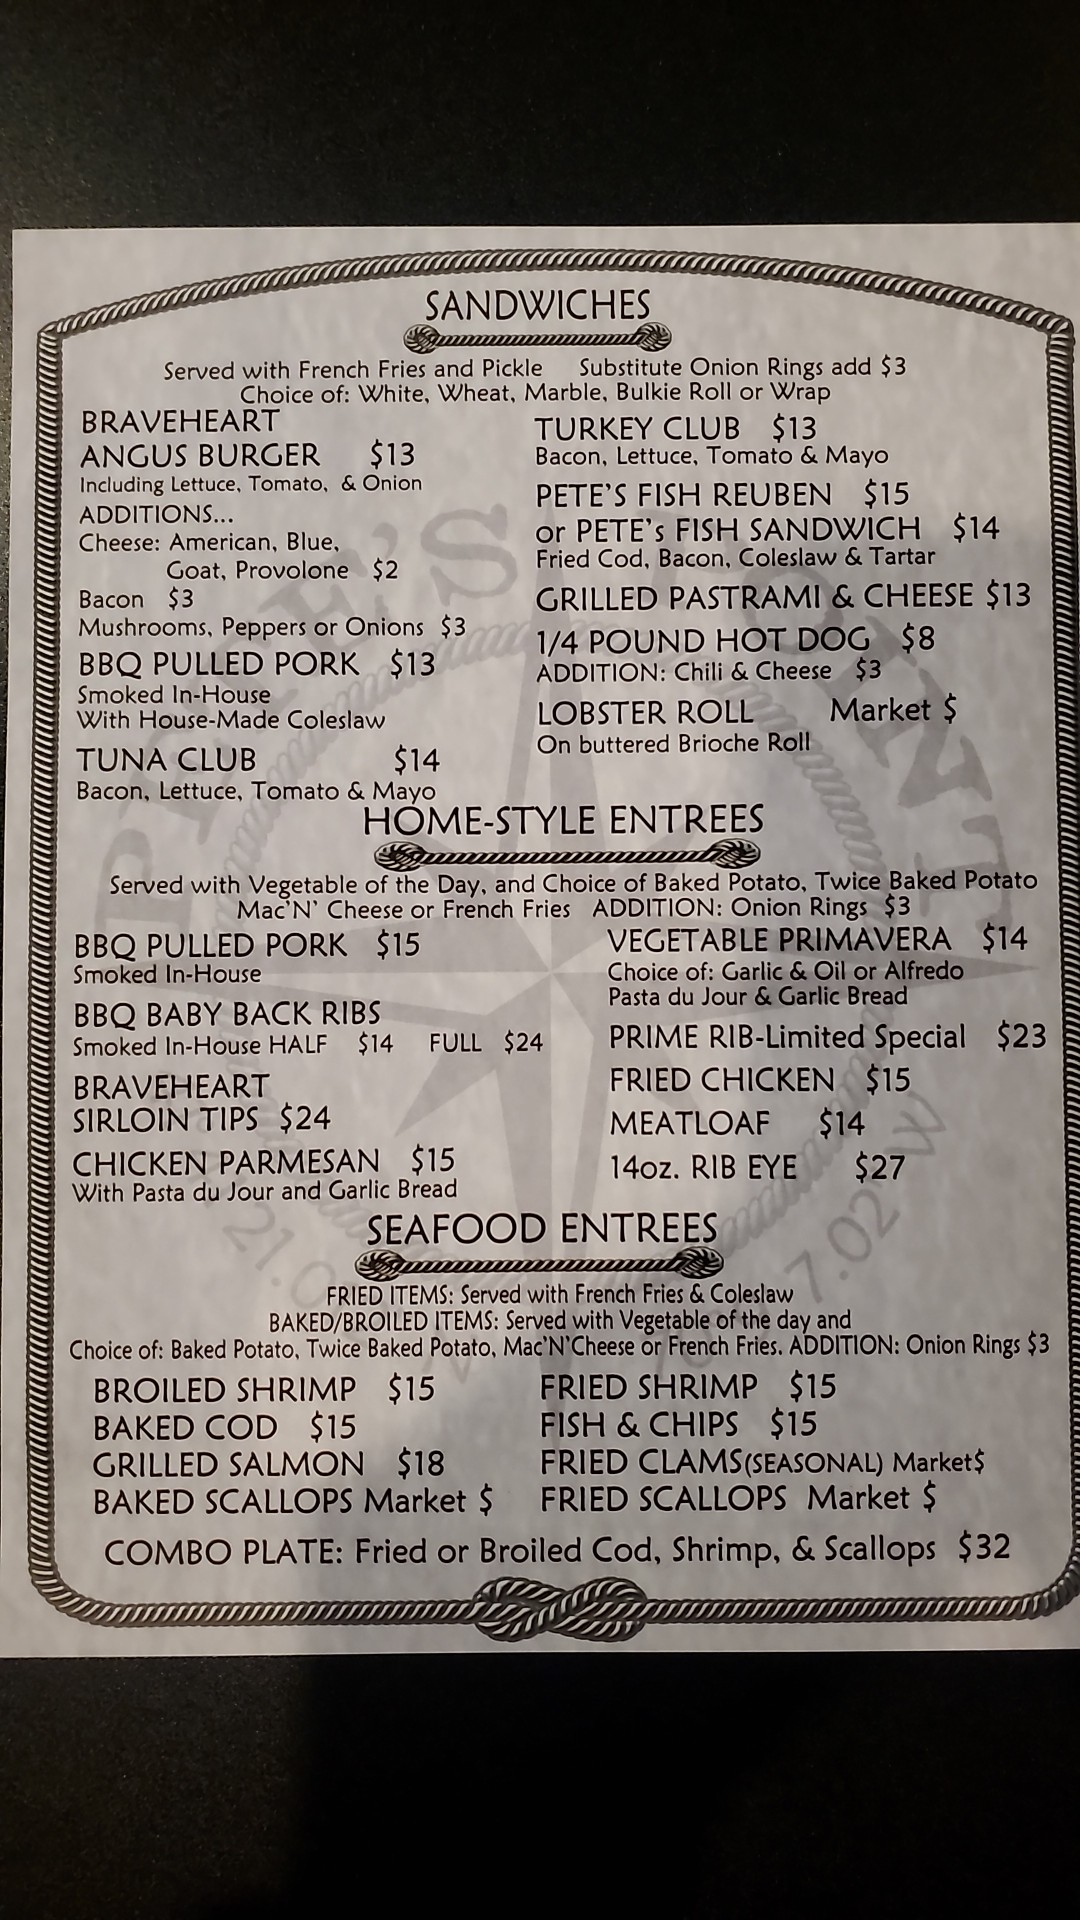 SANDWICHES
Served with French Fries and Pickle Substitute Onion Rings add $3
Choice of: White, Wheat, Marble, Bulkie Roll or Wrap
BRAVEHEART
ANGUS BURGER $13
Including Lettuce, Tomato, & Onion
ADDITIONS...
Cheese: American, Blue,
Goat, Provolone $2
Bacon $3
Mushrooms, Peppers or Onions $3
BBQ PULLED PORK $13
Smoked In-House
With House-Made Coleslaw
TUNA CLUB $14
Bacon, Lettuce, Tomato & Mayo
TURKEY CLUB $13
Bacon, Lettuce, Tomato & Mayo
PETE'S FISH REUBEN $15
or PETE's FISH SANDWICH $14
Fried Cod, Bacon, Coleslaw & Tartar
GRILLED PASTRAMI & CHEESE $13
1/4 POUND HOT DOG $8
ADDITION: Chili & Cheese $3
LOBSTER ROLL Market $
On buttered Brioche Roll
HOME-STYLE ENTREES
Served with Vegetable of the Day, and Choice of Baked Potato, Twice Baked Potato
Mac'N' Cheese or French Fries ADDITION: Onion Rings $3
BBQ PULLED PORK $15
Smoked In-House
BBQ BABY BACK RIBS
Smoked In-House HALF $14 FULL $24
BRAVEHEART
SIRLOIN TIPS $24
CHICKEN PARMESAN $15
With Pasta du Jour and Garlic Bread
VEGETABLE PRIMAVERA $14
Choice of: Garlic & Oil or Alfredo
Pasta du Jour & Garlic Bread
PRIME RIB-Limited Special $23
FRIED CHICKEN $15
MEATLOAF $14
14oz. RIB EYE $27
SEAFOOD ENTREES
FRIED ITEMS: Served with French Fries & Coleslaw
BAKED/BROILED ITEMS: Served with Vegetable of the day and
Choice of: Baked Potato, Twice Baked Potato, Mac'N'Cheese or French Fries. ADDITION: Onion Rings $3
BROILED SHRIMP $15
BAKED COD $15
GRILLED SALMON $18
BAKED SCALLOPS Market $
FRIED SHRIMP $15
FISH & CHIPS $15
FRIED CLAMS(SEASONAL) Market$
FRIED SCALLOPS Market $
COMBO PLATE: Fried or Broiled Cod, Shrimp, & Scallops $32
PETE'S POINT